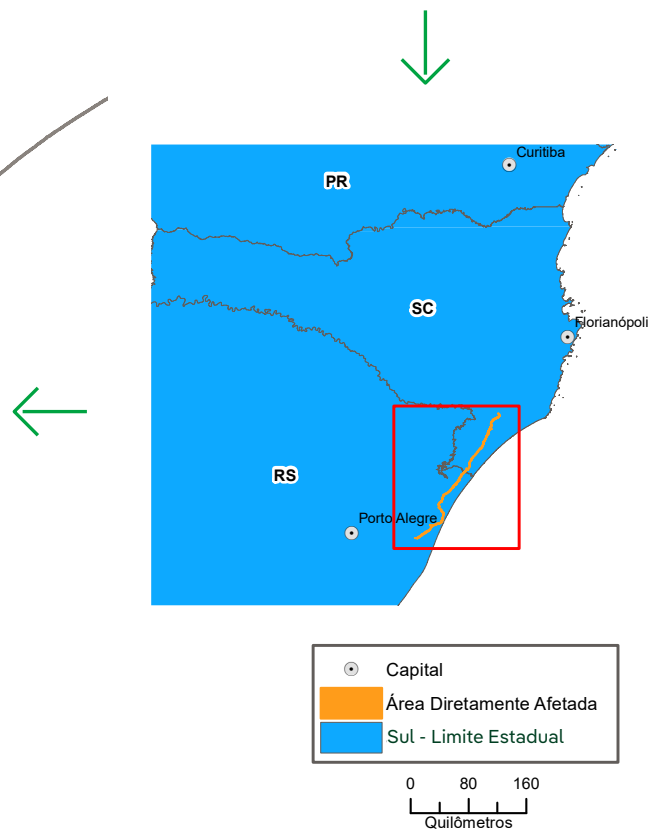 Curitiba
PR
SC
Florianópoli
RS
Porto Alegre
Capital
Área Diretamente Afetada
Sul - Limite Estadual
0 80 160
Quilômetros